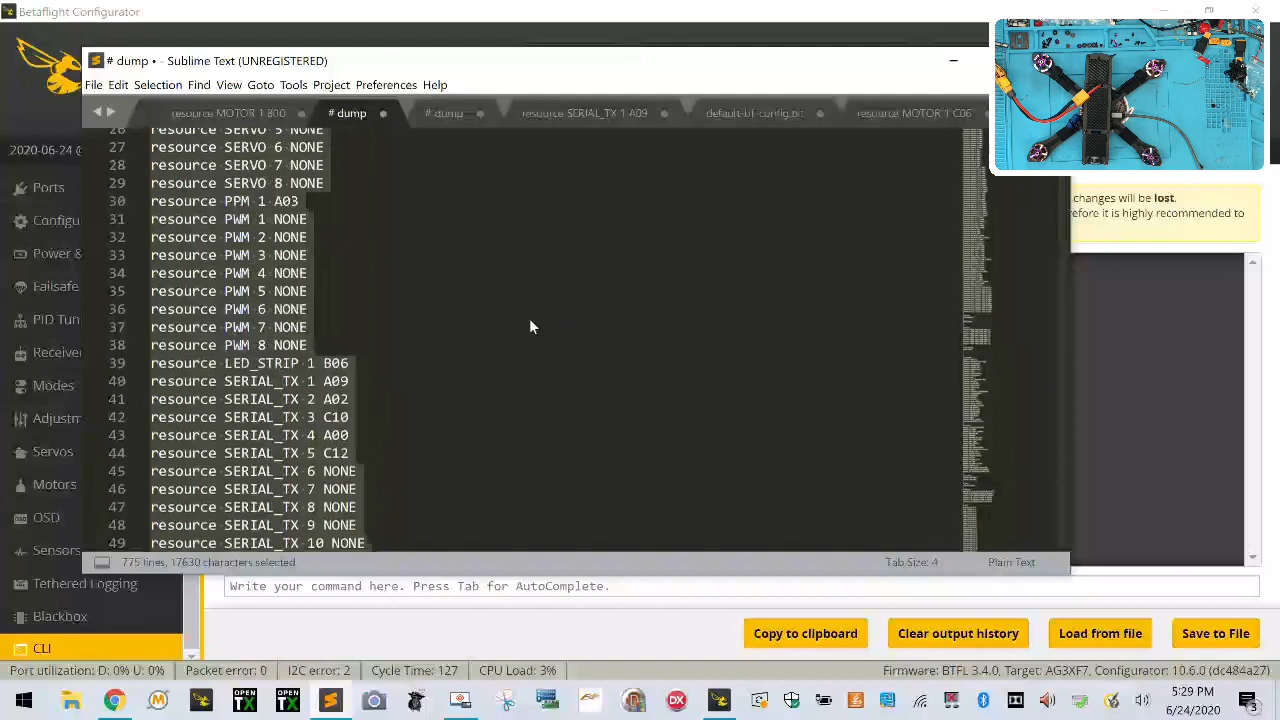 Betaflight Configurator
# dump • - Sublime Text (UNREGISTERED)
File Edit Selection Find View Goto Tools Project Preferences Help
resource MOTOR 1 B00
# dump
# dump
resource SERIAL_TX 1 A09
default-bf-config.txt
resource MOTOR 1 C06
2020-06-24 @
Ports
Configu
Power &
Failsafe
PID Tun
Receiver
Modes
Adjustm
Servos
Motors
OSD
Sensors
Tethered Logging
Blackbox
CLI
26 resource SERVO 5 NONE
27 resource SERVO 6 NONE
28 resource SERVO 7 NONE
29 resource SERVO 8 NONE
31 resource PWM 1 NONE
32 resource PWM 2 NONE
33 resource PWM 3 NONE
34 resource PWM 4 NONE
35 resource PWM 5 NONE
36 resource PWM 6 NONE
37 resource PWM 7 NONE
38 resource PWM 8 NONE
39 resource LED_STRIP 1 B06
40 resource SERIAL_TX 1 A09
41 resource SERIAL_TX 2 A02
42 resource SERIAL_TX 3 C10
43 resource SERIAL_TX 4 A00
44 resource SERIAL_TX 5 C12
45 resource SERIAL_TX 6 NONE
46 resource SERIAL_TX 7 NONE
47 resource SERIAL_TX 8 NONE
48 resource SERIAL_TX 9 NONE
49 resource SERIAL_TX 10 NONE
changes will be lost.
refore it is highly recommended to
775 lines, 17630 characters selected
Tab Size: 4
Plain Text
Write your command here. Press Tab for AutoComplete.
Copy to clipboard
Clear output history
Load from file
Save to File
Port utilization: D: 0% U: 0%
Packet error: 0
I2C error: 2
Cycle Time: 127
CPU Load: 3%
Firmware: BTFL 3.4.0, Target: AG3XF7, Configurator: 10.6.0 (dc484a27)
OPEN TX
OPEN TX
DX
5:29 PM
6/24/2020
3